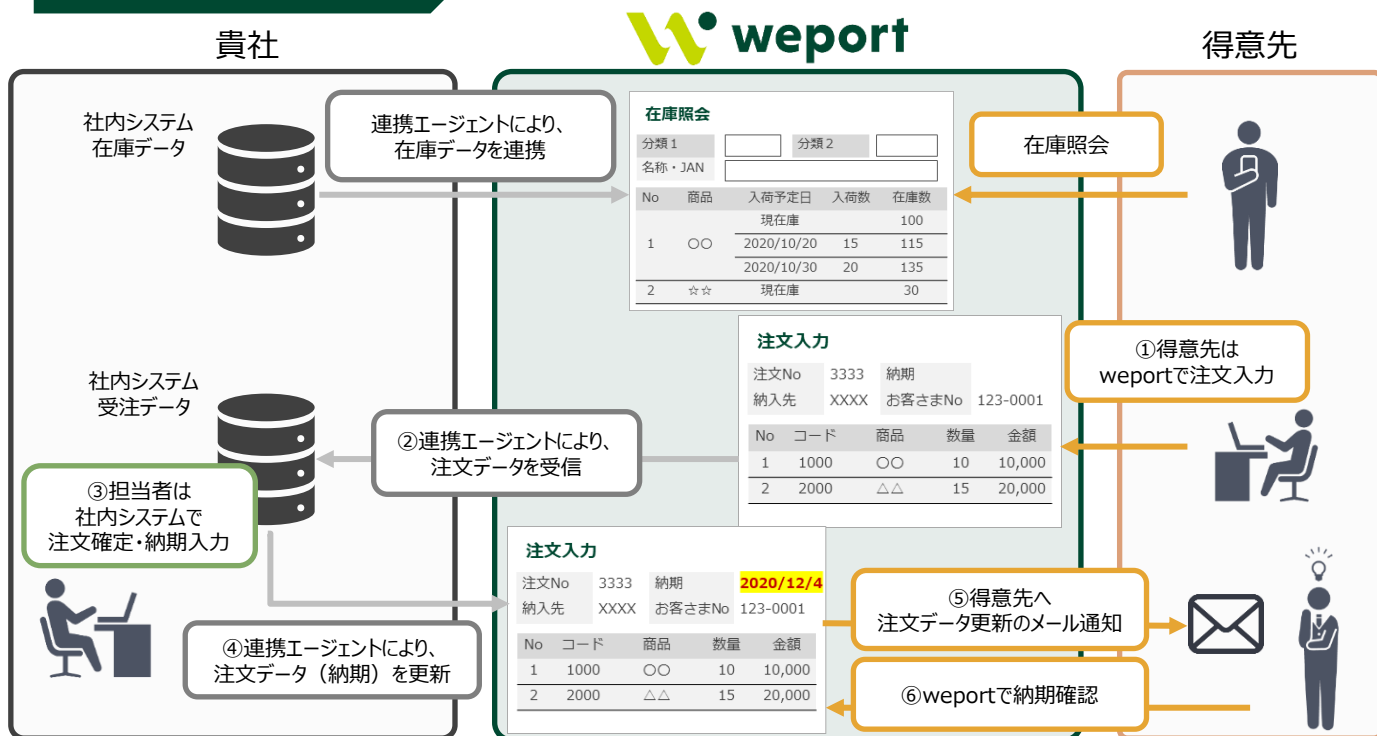 貴社
weport
得意先
社内システム
在庫データ
連携エージェントにより、
在庫データを連携
在庫照会
分類1 分類2
名称・JAN
No 商品 入荷予定日 入荷数 在庫数
現在庫 100
1 〇〇 2020/10/20 15 115
2020/10/30 20 135
2 ☆☆ 現在庫 30
在庫照会
注文入力
注文No 3333 納期
納入先 XXXX お客さまNo 123-0001
No コード 商品 数量 金額
1 1000 〇〇 10 10,000
2 2000 △△ 15 20,000
①得意先は
weportで注文入力
社内システム
受注データ
②連携エージェントにより、
注文データを受信
③担当者は
社内システムで
注文確定・納期入力
注文入力
注文No 3333 納期 2020/12/4
納入先 XXXX お客さまNo 123-0001
No コード 商品 数量 金額
1 1000 〇〇 10 10,000
2 2000 △△ 15 20,000
④連携エージェントにより、
注文データ（納期）を更新
⑤得意先へ
注文データ更新のメール通知
⑥weportで納期確認